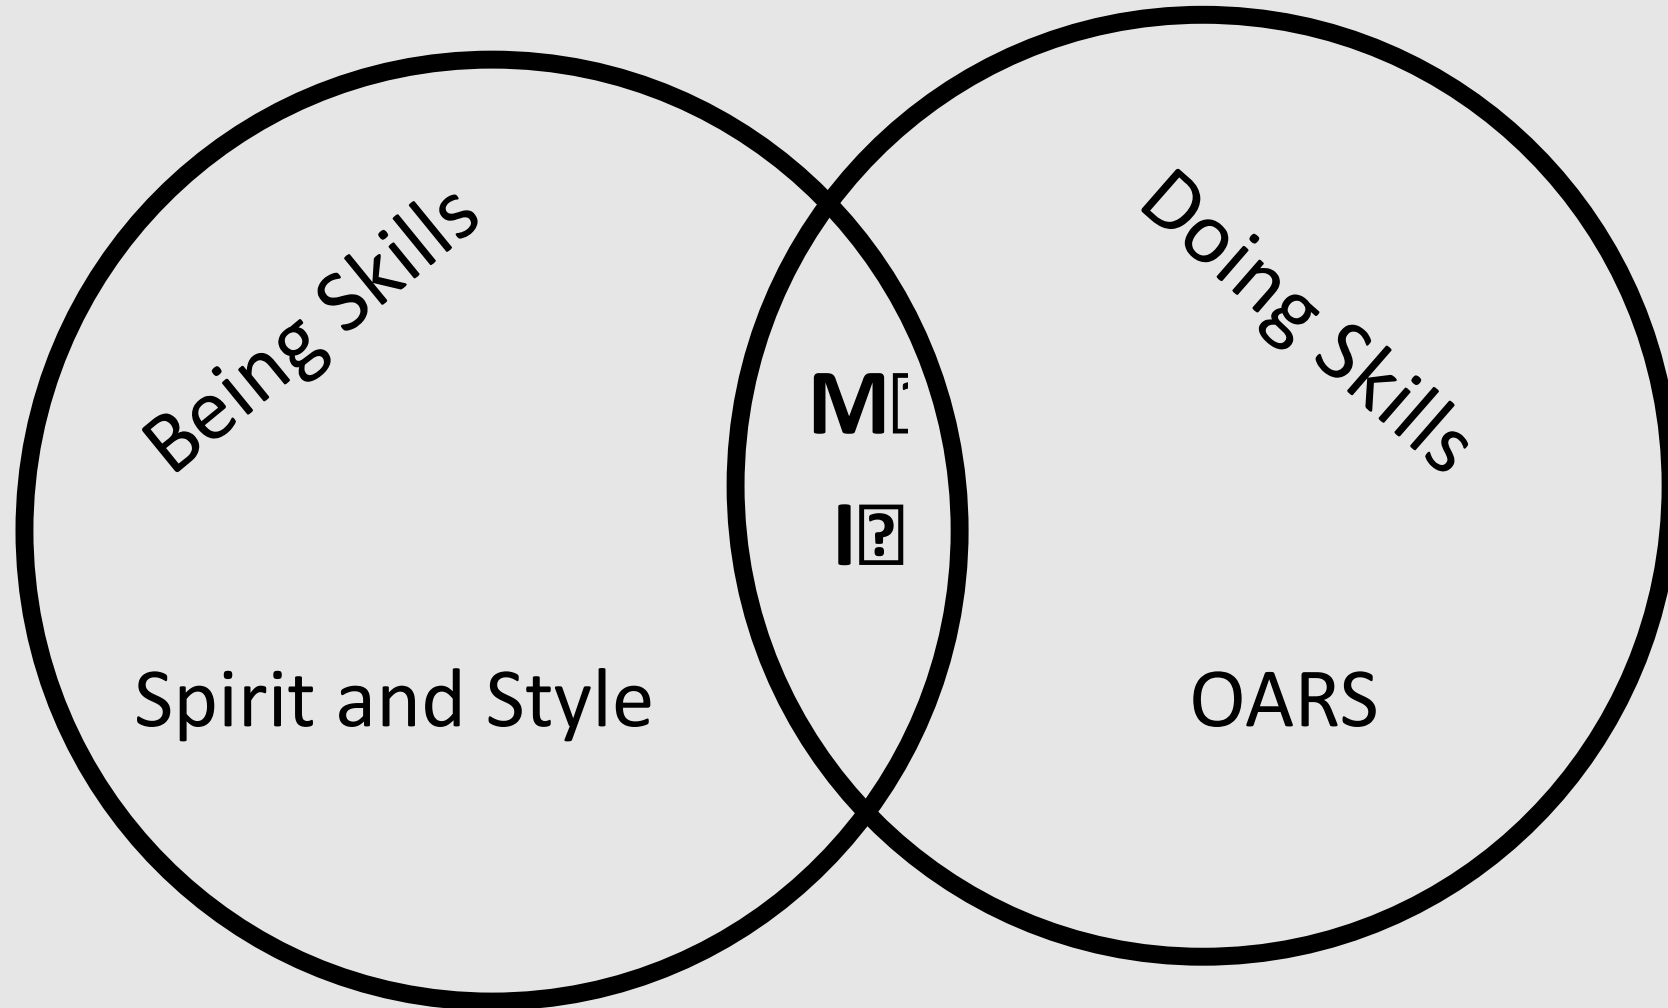 Being Skills
Doing Skills
M
I
Spirit and Style
OARS